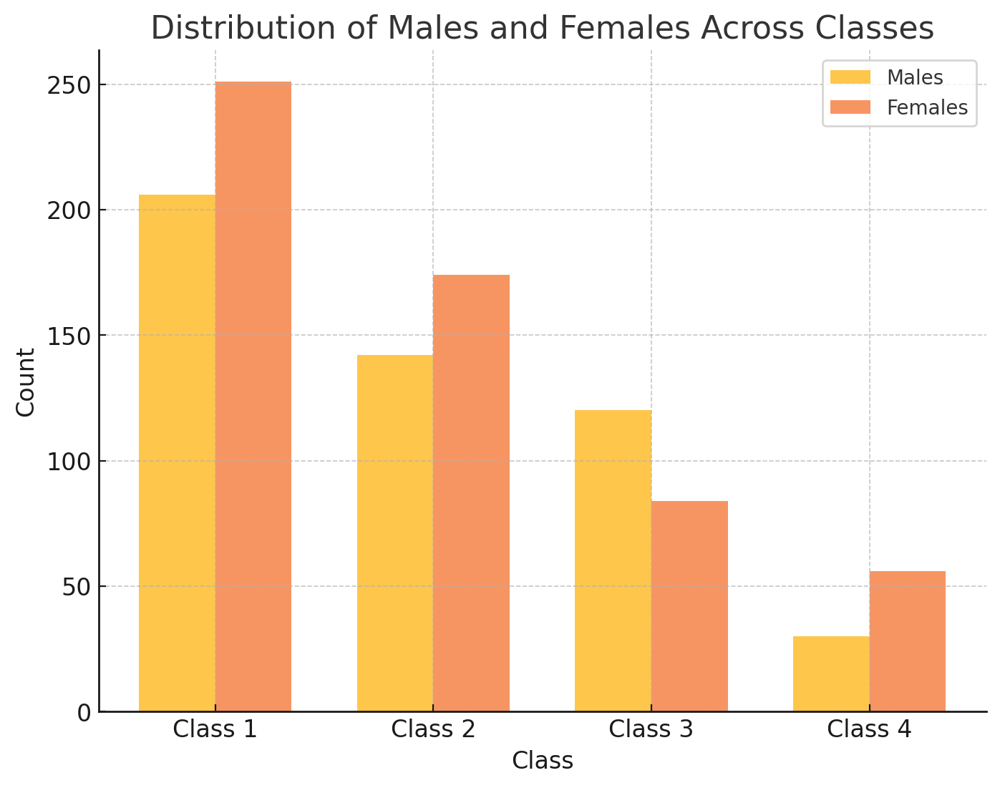 Distribution of Males and Females Across Classes
Males
Females
250
200
150
100
50
0
Count
Class 1 Class 2 Class 3 Class 4
Class